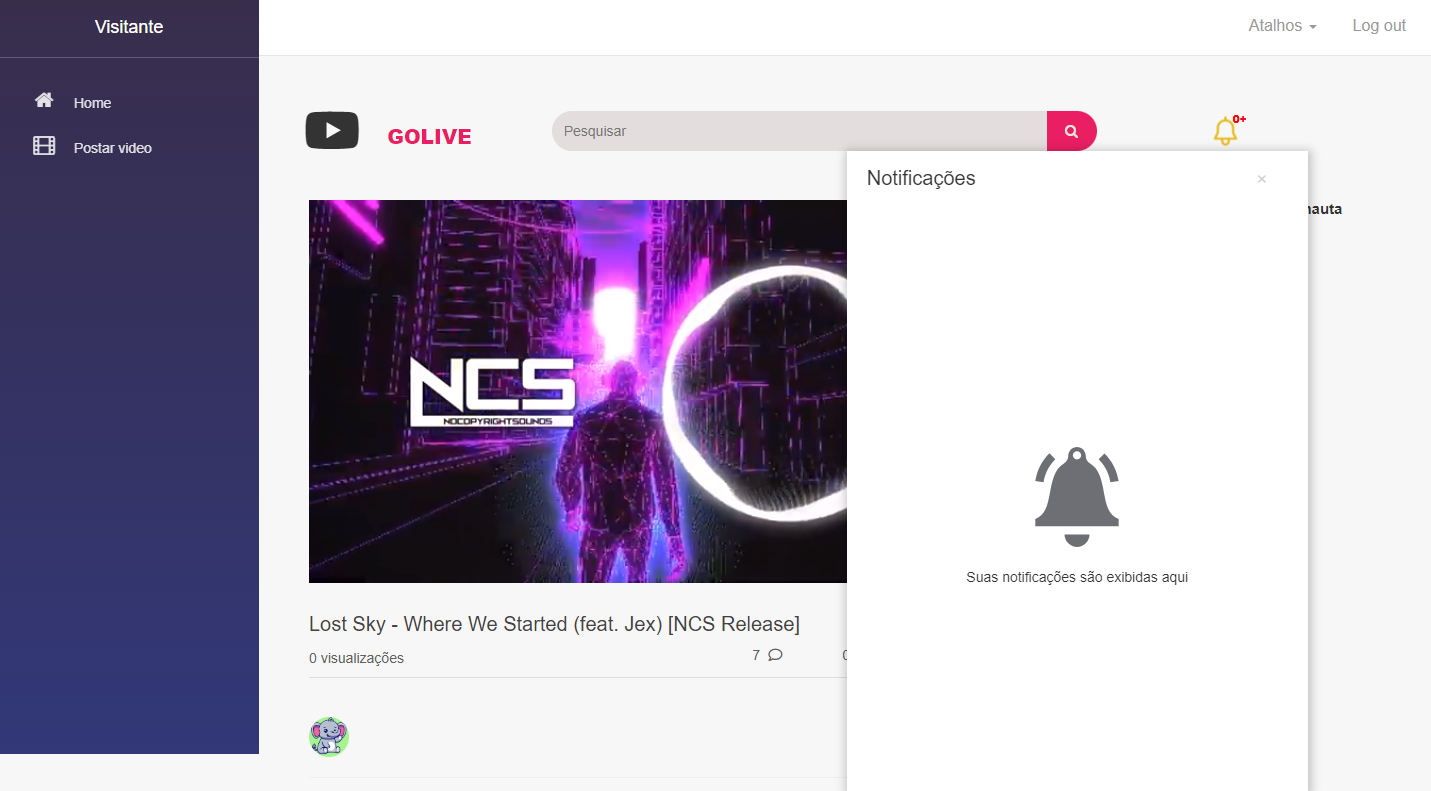 Visitante
Atalhos
Log out
Home
Postar video
GOLIVE
Pesquisar
0+
Notificações
×
nauta
NCS
NOCOPYRIGHTSOUNDS
Suas notificações são exibidas aqui
Lost Sky - Where We Started (feat. Jex) [NCS Release]
0 visualizações
7